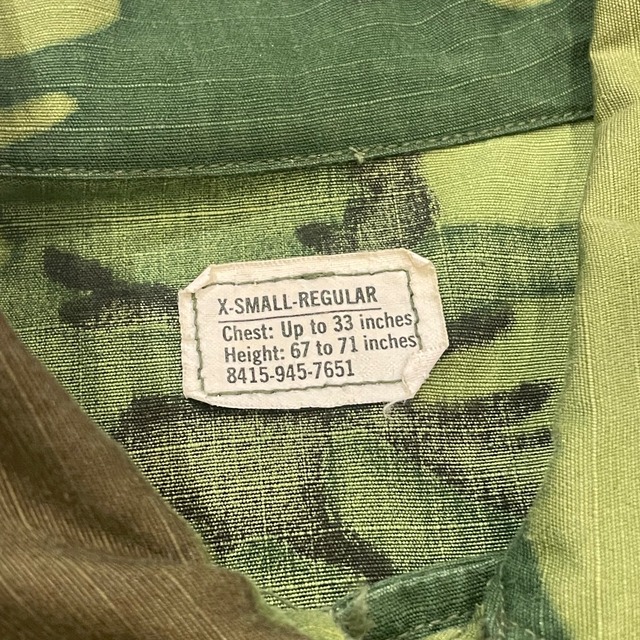 X-SMALL-REGULAR
Chest: Up to 33 inches
Height: 67 to 71 inches
8415-945-7651